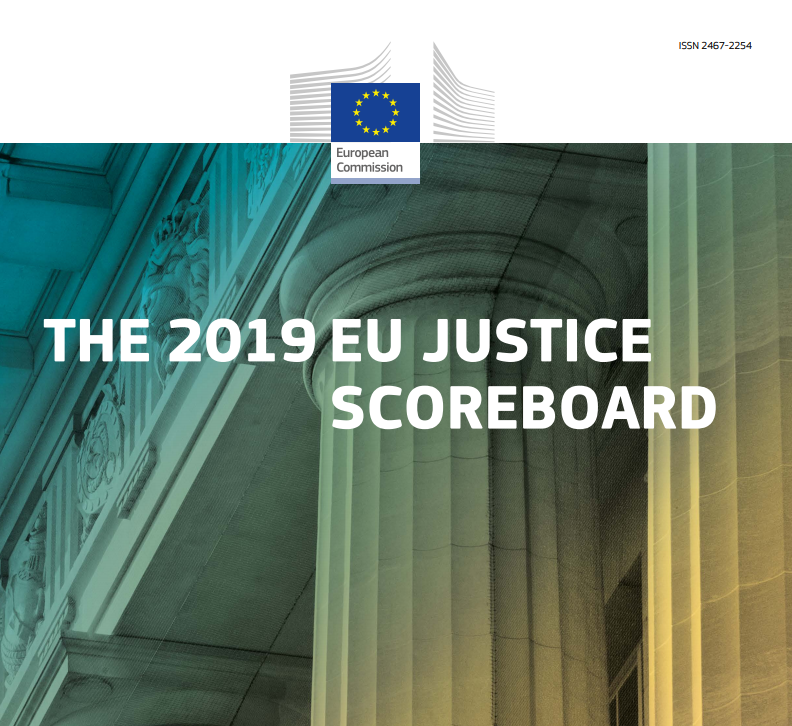 ISSN 2467-2254
European
Commission
THE 2019 EU JUSTICE
SCOREBOARD